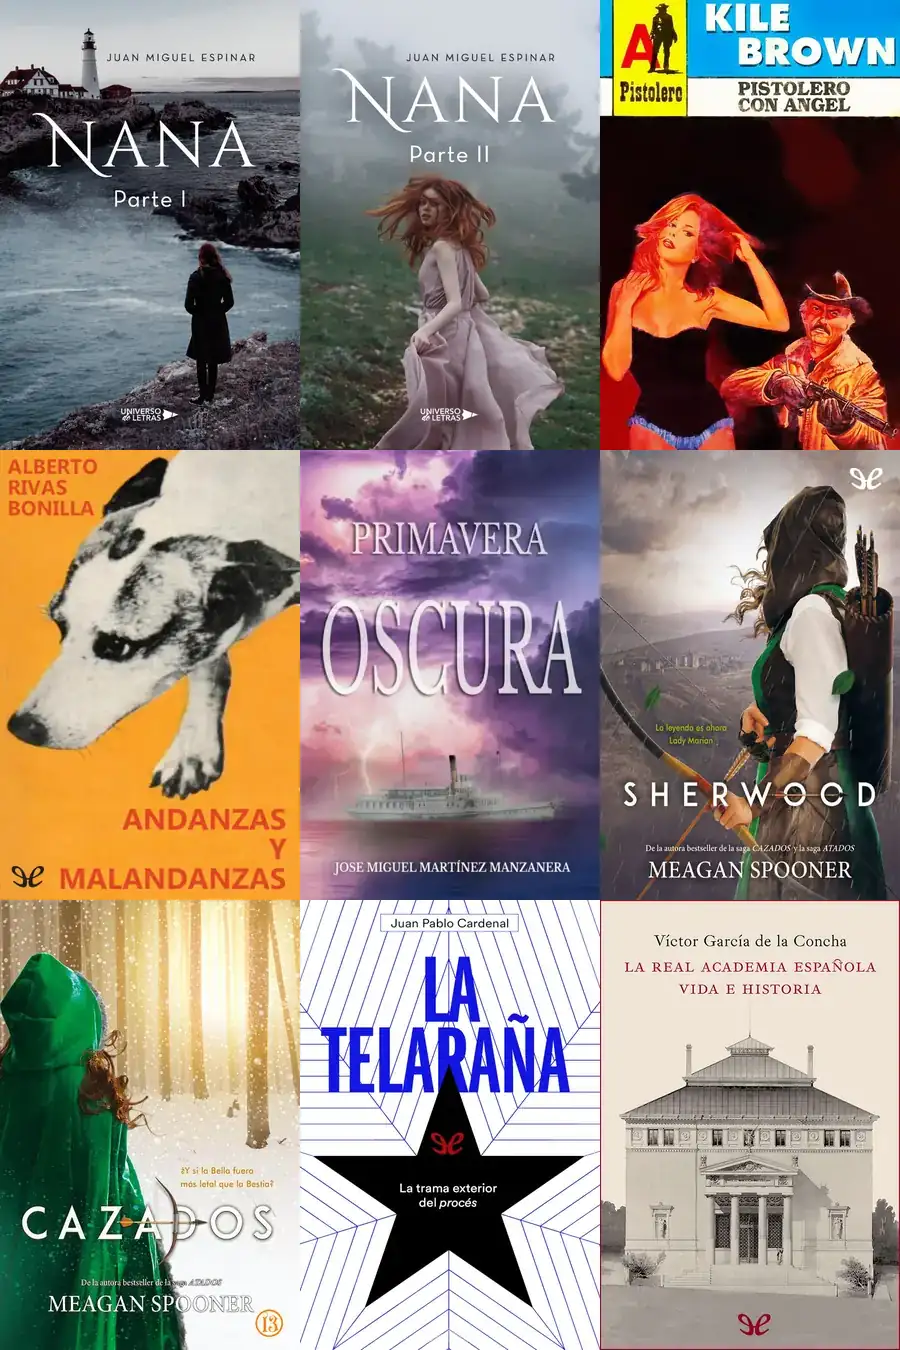 JUAN MIGUEL ESPINAR
NANA
Parte I
UNIVERSO
de LETRAS
JUAN MIGUEL ESPINAR
NANA
Parte II
UNIVERSO
de LETRAS
A
Pistolero
KILE
BROWN
PISTOLERO
CON ANGEL
ALBERTO
RIVAS
BONILLA
ANDANZAS
Y
MALANDANZAS
PRIMAVERA
OSCURA
JOSE MIGUEL MARTÍNEZ MANZANERA
La leyenda es ahora
Lady Marian
SHERWOOD
De la autora bestseller de la saga CAZADOS y la saga ATADOS
MEAGAN SPOONER
¿Y si la Bella fuera
más letal que la Bestia?
CAZADOS
De la autora bestseller de la saga ATADOS
MEAGAN SPOONER
13
Juan Pablo Cardenal
LA
TELARAÑA
La trama exterior
del procés
Víctor García de la Concha
LA REAL ACADEMIA ESPAÑOLA
VIDA E HISTORIA